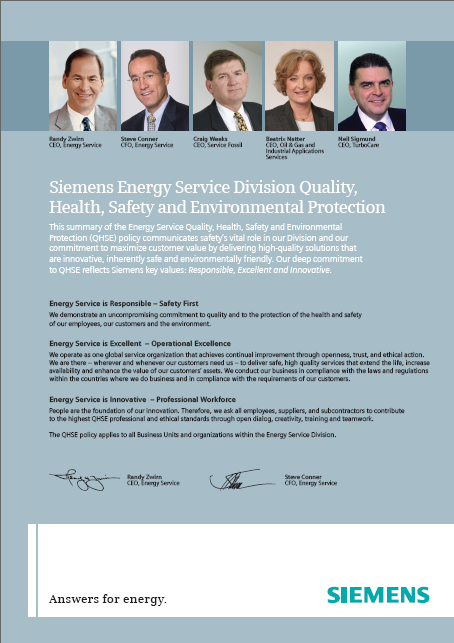 Randy Zwirn
CEO, Energy Service
Steve Conner
CFO, Energy Service
Craig Weeks
CEO, Service Fossil
Beatrix Natter
CEO, Oil & Gas and
Industrial Applications
Services
Neil Sigmund
CEO, TurboCare
Siemens Energy Service Division Quality,
Health, Safety and Environmental Protection
This summary of the Energy Service Quality, Health, Safety and Environmental
Protection (QHSE) policy communicates safety's vital role in our Division and our
commitment to maximize customer value by delivering high-quality solutions that
are innovative, inherently safe and environmentally friendly. Our deep commitment
to QHSE reflects Siemens key values: Responsible, Excellent and Innovative.
Energy Service is Responsible – Safety First
We demonstrate an uncompromising commitment to quality and to the protection of the health and safety
of our employees, our customers and the environment.
Energy Service is Excellent – Operational Excellence
We operate as one global service organization that achieves continual improvement through openness, trust, and ethical action.
We are there – wherever and whenever our customers need us – to deliver safe, high quality services that extend the life, increase
availability and enhance the value of our customers' assets. We conduct our business in compliance with the laws and regulations
within the countries where we do business and in compliance with the requirements of our customers.
Energy Service is Innovative – Professional Workforce
People are the foundation of our innovation. Therefore, we ask all employees, suppliers, and subcontractors to contribute
to the highest QHSE professional and ethical standards through open dialog, creativity, training and teamwork.
The QHSE policy applies to all Business Units and organizations within the Energy Service Division.
Randy Zwirn
CEO, Energy Service
Steve Conner
CFO, Energy Service
Answers for energy.
SIEMENS